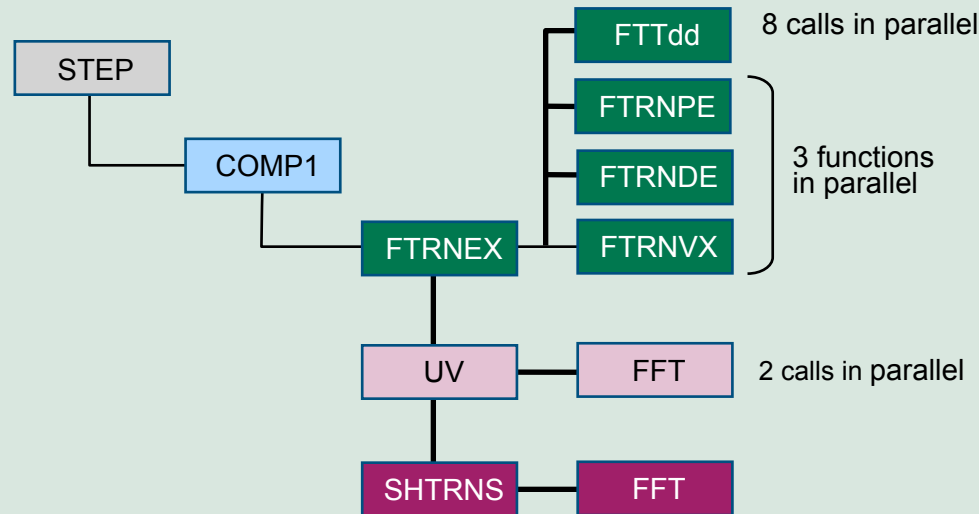 FTTdd
8 calls in parallel
STEP
FTRNPE
COMP1
3 functions
in parallel
FTRNDE
FTRNEX
FTRNVX
UV
FFT
2 calls in parallel
SHTRNS
FFT